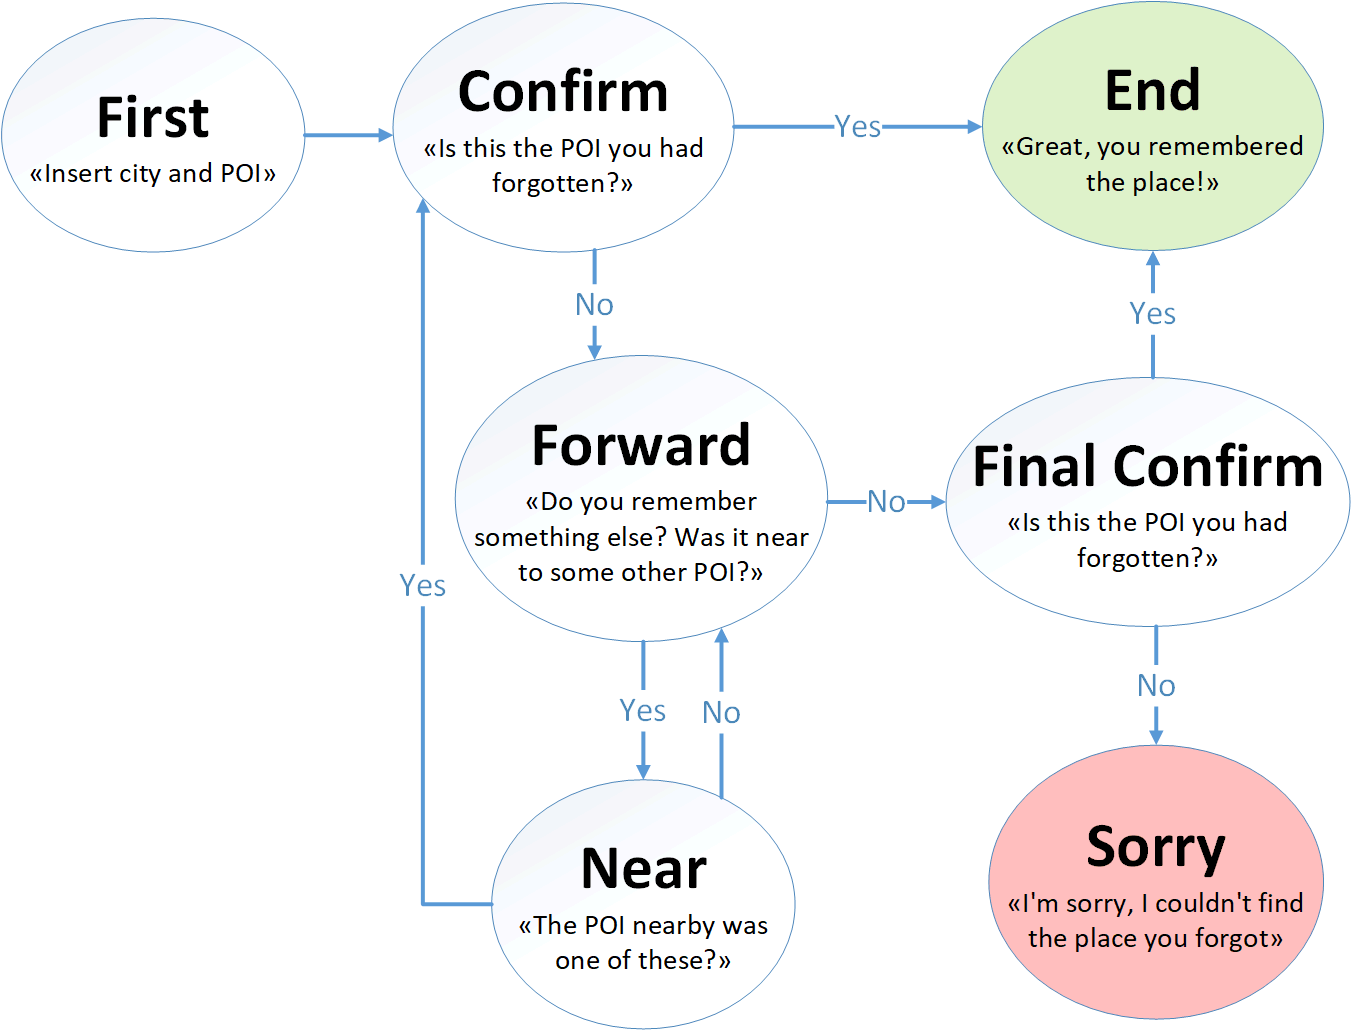 First
«Insert city and POI»
Confirm
«Is this the POI you had
forgotten?»
Yes
End
«Great, you remembered
the place!»
No
Yes
Forward
«Do you remember
something else? Was it near
to some other POI?»
No
Final Confirm
«Is this the POI you had
forgotten?»
Yes
Yes
No
No
Near
«The POI nearby was
one of these?»
Sorry
«I'm sorry, I couldn't find
the place you forgot»